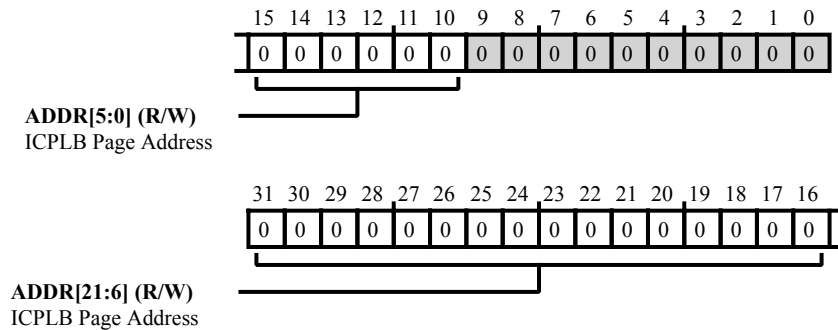 15 14 13 12 11 10 9 8 7 6 5 4 3 2 1 0
0 0 0 0 0 0 0 0 0 0 0 0 0 0 0 0
ADDR[5:0] (R/W)
ICPLB Page Address
31 30 29 28 27 26 25 24 23 22 21 20 19 18 17 16
0 0 0 0 0 0 0 0 0 0 0 0 0 0 0 0
ADDR[21:6] (R/W)
ICPLB Page Address